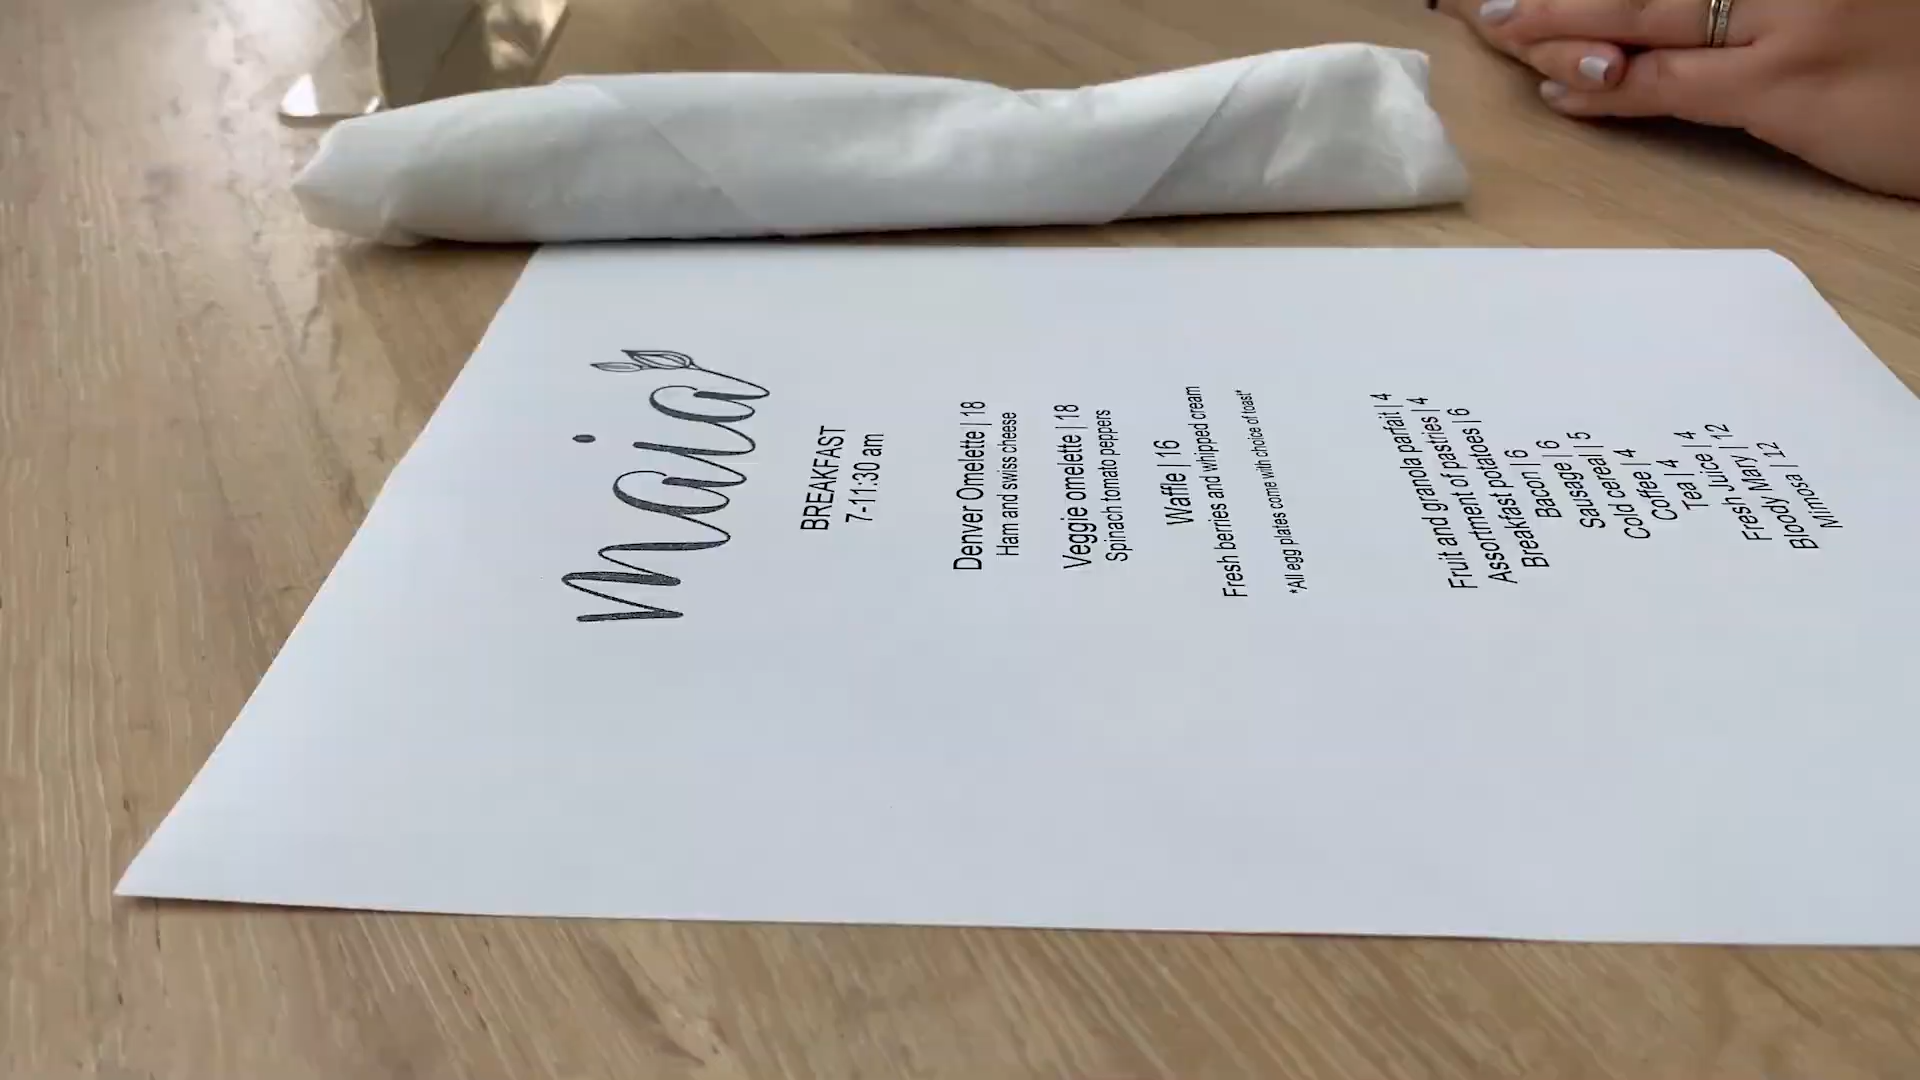 maia
BREAKFAST
7-11:30 am
Denver Omelette | 18
Ham and swiss cheese
Veggie omelette | 18
Spinach tomato peppers
Waffle | 16
Fresh berries and whipped cream
*All egg plates come with choice of toast*
Fruit and granola parfait | 4
Assortment of pastries | 4
Breakfast potatoes | 6
Bacon | 6
Sausage | 6
Cold cereal | 5
Coffee | 4
Tea | 4
Fresh Juice | 4
Bloody Mary | 12
Mimosa | 12